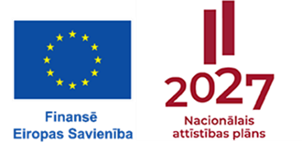 Finansē
Eiropas Savienība
2027
Nacionālais
attīstības plāns